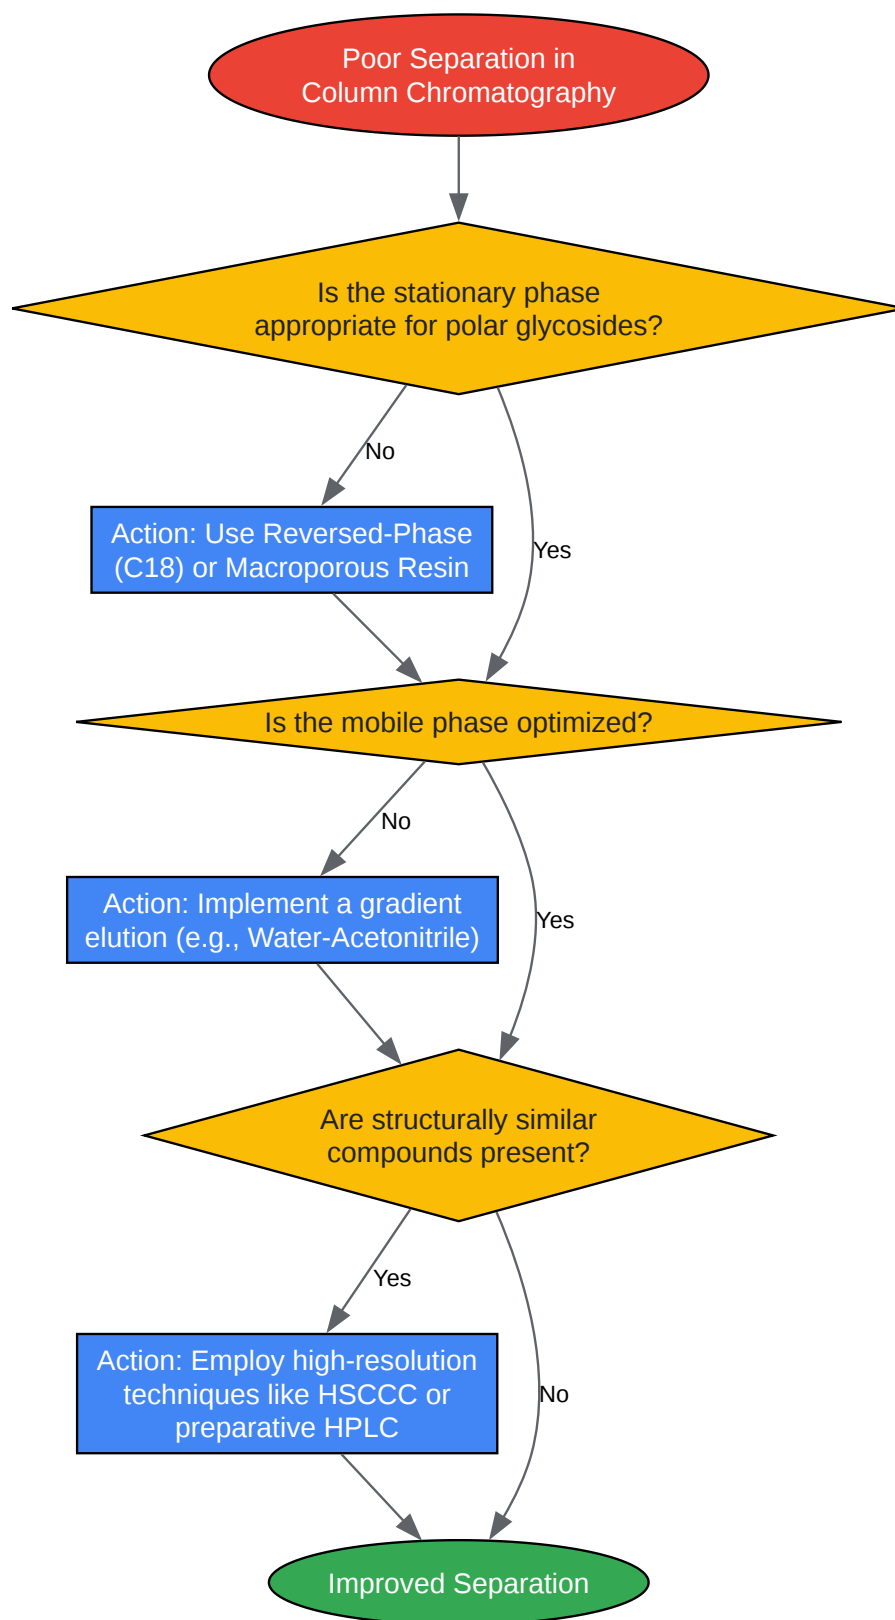 Poor Separation in
Column Chromatography
Is the stationary phase
appropriate for polar glycosides?
No
Action: Use Reversed-Phase
(C18) or Macroporous Resin
Yes
Is the mobile phase optimized?
No
Action: Implement a gradient
elution (e.g., Water-Acetonitrile)
Yes
Are structurally similar
compounds present?
Yes
Action: Employ high-resolution
techniques like HSCCC or
preparative HPLC
No
Improved Separation